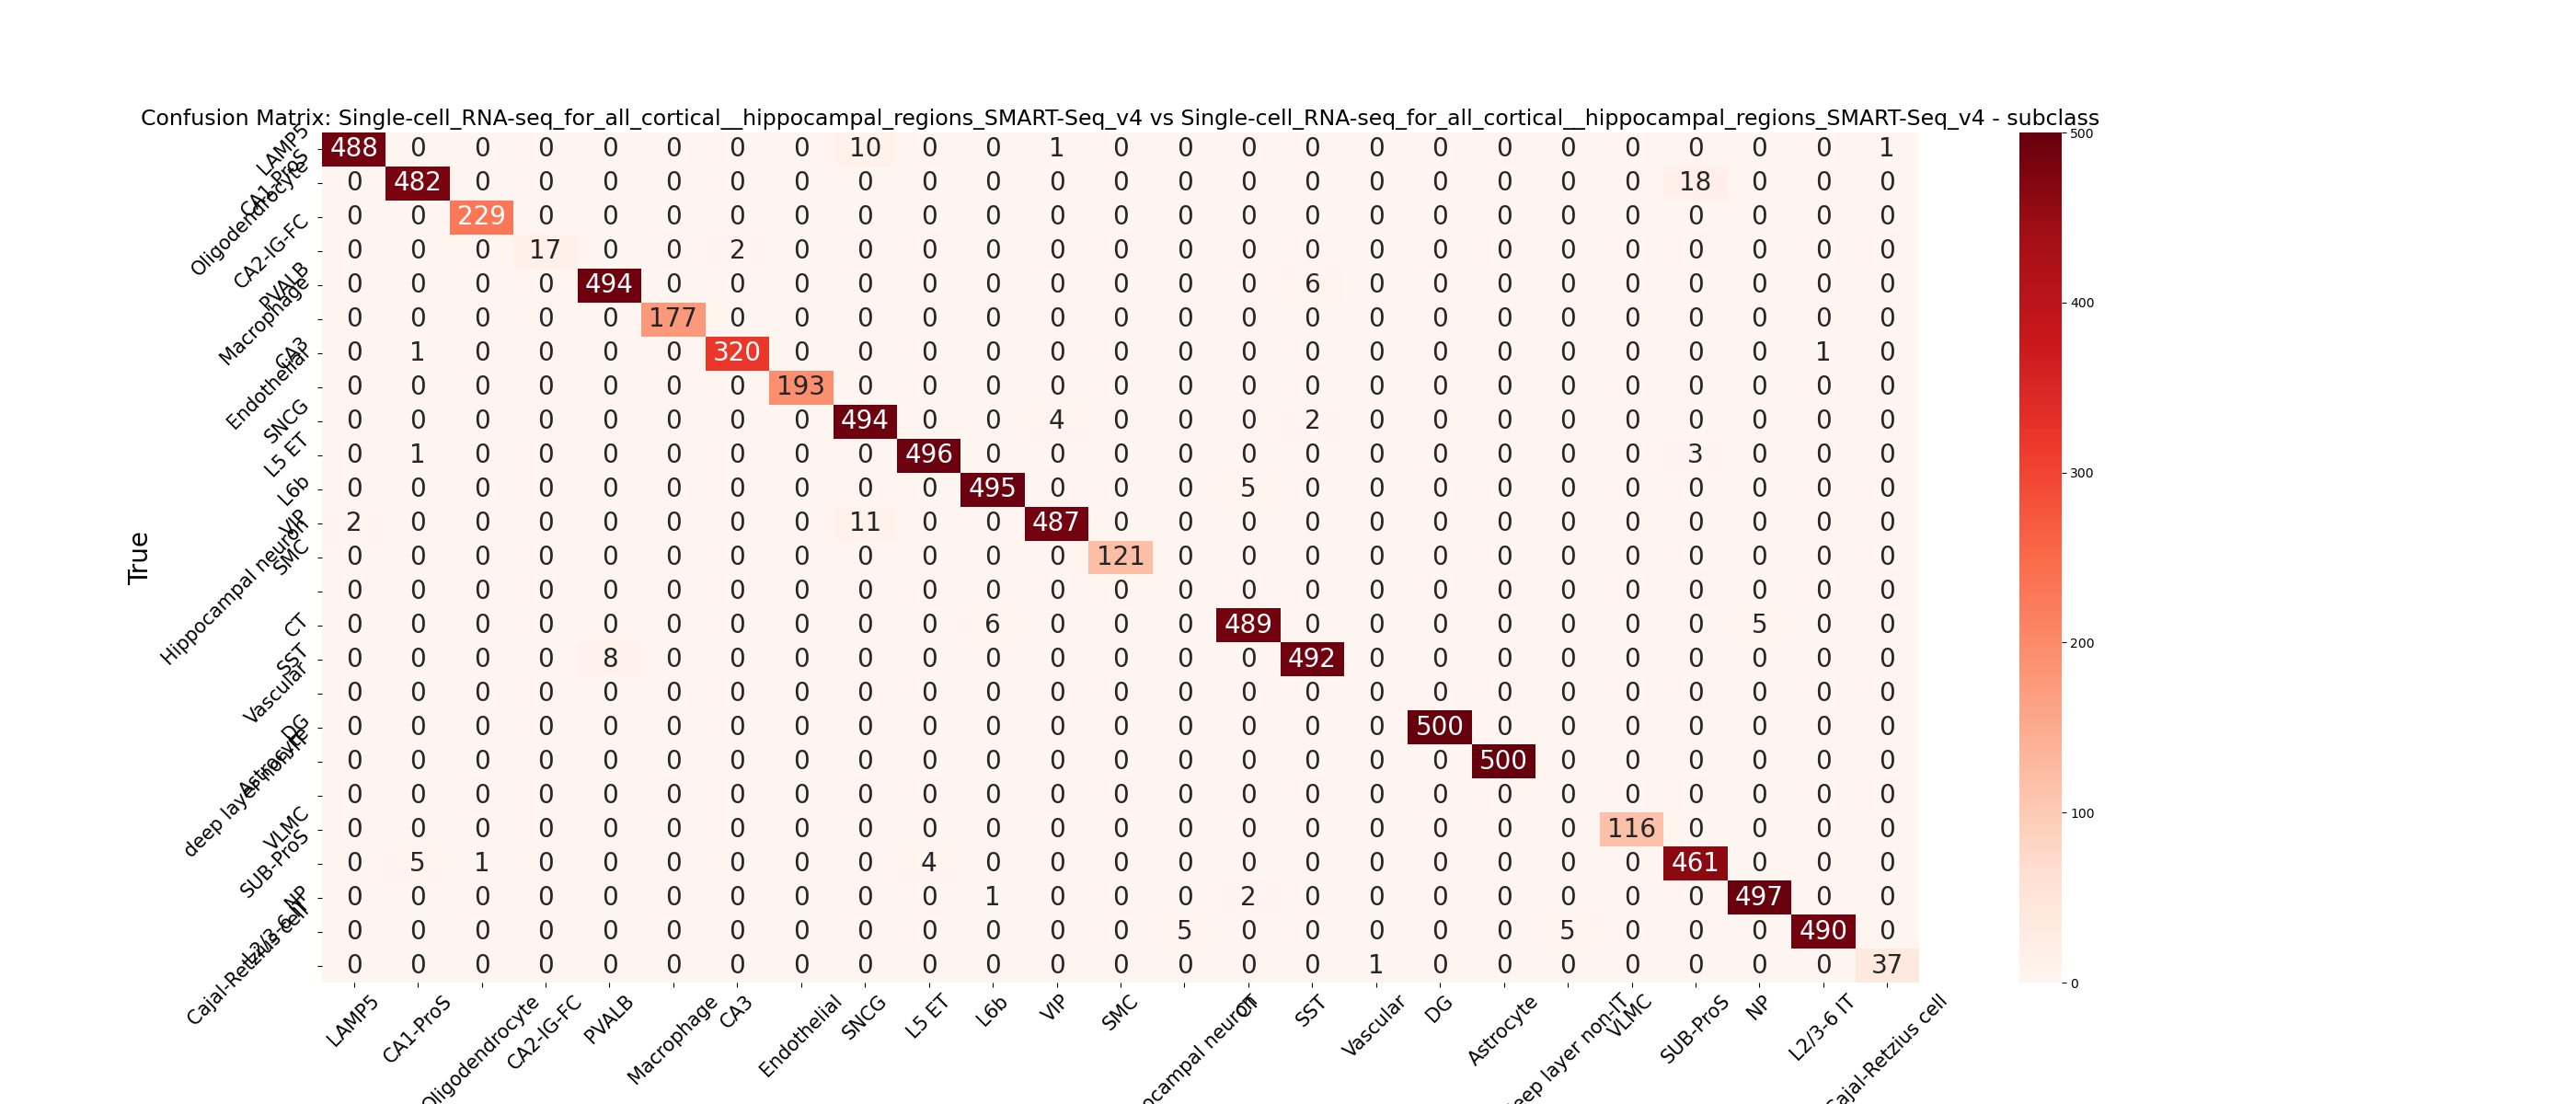 Confusion Matrix: Single-cell_RNA-seq_for_all_cortical__hippocampal_regions_SMART-Seq_v4 vs Single-cell_RNA-seq_for_all_cortical__hippocampal_regions_SMART-Seq_v4 - subclass
True
LAMP5 488 0 0 0 0 0 0 0 10 0 0 1 0 0 0 0 0 0 0 0 0 0 0 0 1
CA1-ProS 0 482 0 0 0 0 0 0 0 0 0 0 0 0 0 0 0 0 0 0 0 18 0 0 0
Oligodendrocyte 0 0 229 0 0 0 0 0 0 0 0 0 0 0 0 0 0 0 0 0 0 0 0 0 0
CA2-IG-FC 0 0 0 17 0 0 2 0 0 0 0 0 0 0 0 0 0 0 0 0 0 0 0 0 0
PVALB 0 0 0 0 494 0 0 0 0 0 0 0 0 0 0 6 0 0 0 0 0 0 0 0 0
Macrophage 0 0 0 0 0 177 0 0 0 0 0 0 0 0 0 0 0 0 0 0 0 0 0 0 0
CA3 0 1 0 0 0 0 320 0 0 0 0 0 0 0 0 0 0 0 0 0 0 0 0 1 0
Endothelial 0 0 0 0 0 0 0 193 0 0 0 0 0 0 0 0 0 0 0 0 0 0 0 0 0
SNCG 0 0 0 0 0 0 0 0 494 0 0 4 0 0 0 2 0 0 0 0 0 0 0 0 0
L5 ET 0 1 0 0 0 0 0 0 0 496 0 0 0 0 0 0 0 0 0 0 0 3 0 0 0
L6b 0 0 0 0 0 0 0 0 0 0 495 0 0 0 5 0 0 0 0 0 0 0 0 0 0
VIP 2 0 0 0 0 0 0 0 11 0 0 487 0 0 0 0 0 0 0 0 0 0 0 0 0
SMC 0 0 0 0 0 0 0 0 0 0 0 0 121 0 0 0 0 0 0 0 0 0 0 0 0
Hippocampal neuron 0 0 0 0 0 0 0 0 0 0 0 0 0 0 0 0 0 0 0 0 0 0 0 0 0
CT 0 0 0 0 0 0 0 0 0 0 6 0 0 0 489 0 0 0 0 0 0 0 5 0 0
SST 0 0 0 0 8 0 0 0 0 0 0 0 0 0 0 492 0 0 0 0 0 0 0 0 0
Vascular 0 0 0 0 0 0 0 0 0 0 0 0 0 0 0 0 0 0 0 0 0 0 0 0 0
DG 0 0 0 0 0 0 0 0 0 0 0 0 0 0 0 0 0 500 0 0 0 0 0 0 0
Astrocyte 0 0 0 0 0 0 0 0 0 0 0 0 0 0 0 0 0 0 500 0 0 0 0 0 0
deep layer non-IT 0 0 0 0 0 0 0 0 0 0 0 0 0 0 0 0 0 0 0 0 0 0 0 0 0
VLMC 0 0 0 0 0 0 0 0 0 0 0 0 0 0 0 0 0 0 0 0 116 0 0 0 0
SUB-ProS 0 5 1 0 0 0 0 0 0 4 0 0 0 0 0 0 0 0 0 0 0 461 0 0 0
NP 0 0 0 0 0 0 0 0 0 0 1 0 0 0 2 0 0 0 0 0 0 0 497 0 0
L2/3-6 IT 0 0 0 0 0 0 0 0 0 0 0 0 0 5 0 0 0 0 0 5 0 0 0 490 0
Cajal-Retzius cell 0 0 0 0 0 0 0 0 0 0 0 0 0 0 0 0 1 0 0 0 0 0 0 0 37
LAMP5
CA1-ProS
Oligodendrocyte
CA2-IG-FC
PVALB
Macrophage
CA3
Endothelial
SNCG
L5 ET
L6b
VIP
SMC
neuron
CT
SST
Vascular
DG
Astrocyte
layer non-IT
VLMC
SUB-ProS
NP
L2/3-6 IT
Cajal-Retzius cell
500
400
300
200
100
0